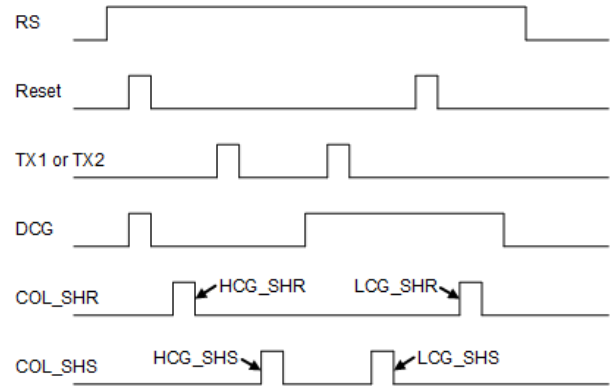 RS
Reset
TX1 or TX2
DCG
COL_SHR HCG_SHR LCG_SHR
COL_SHS HCG_SHS LCG_SHS